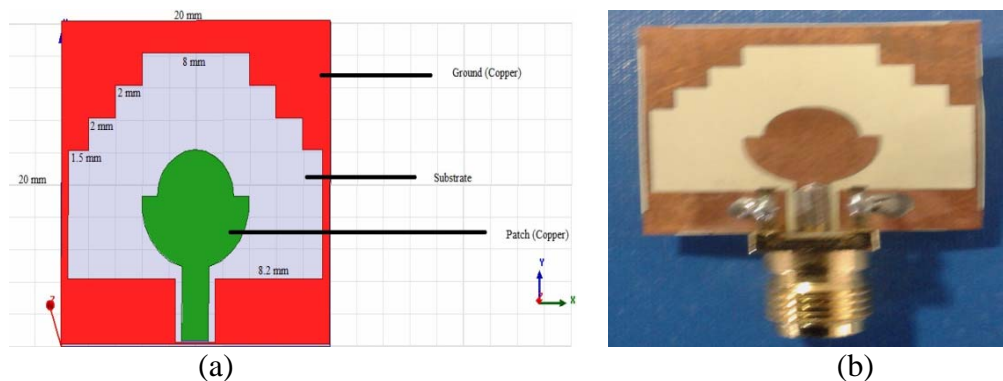 20 mm
8 mm
Ground (Copper)
2 mm
2 mm
1.5 mm
20 mm
Substrate
Patch (Copper)
8.2 mm
Y
X
Z
(a)
(b)